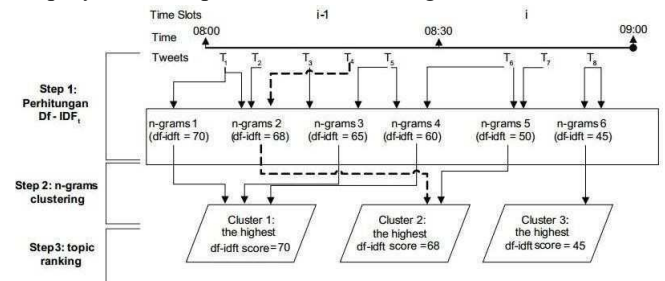 Time Slots i-1 i
Time 08:00 08:30 09:00
Tweets T1 T2 T3 T4 T5 T6 T7 T8
Step 1:
Perhitungan
Df - IDFt
n-grams 1 n-grams 2 n-grams 3 n-grams 4 n-grams 5 n-grams 6
(df-idft = 70) (df-idft = 68) (df-idft = 65) (df-idft = 60) (df-idft = 50) (df-idft = 45)
Step 2: n-grams
clustering
Cluster 1:
the highest
df-idft score = 70
Cluster 2:
the highest
df-idft score = 68
Cluster 3:
the highest
df-idft score = 45
Step3: topic
ranking